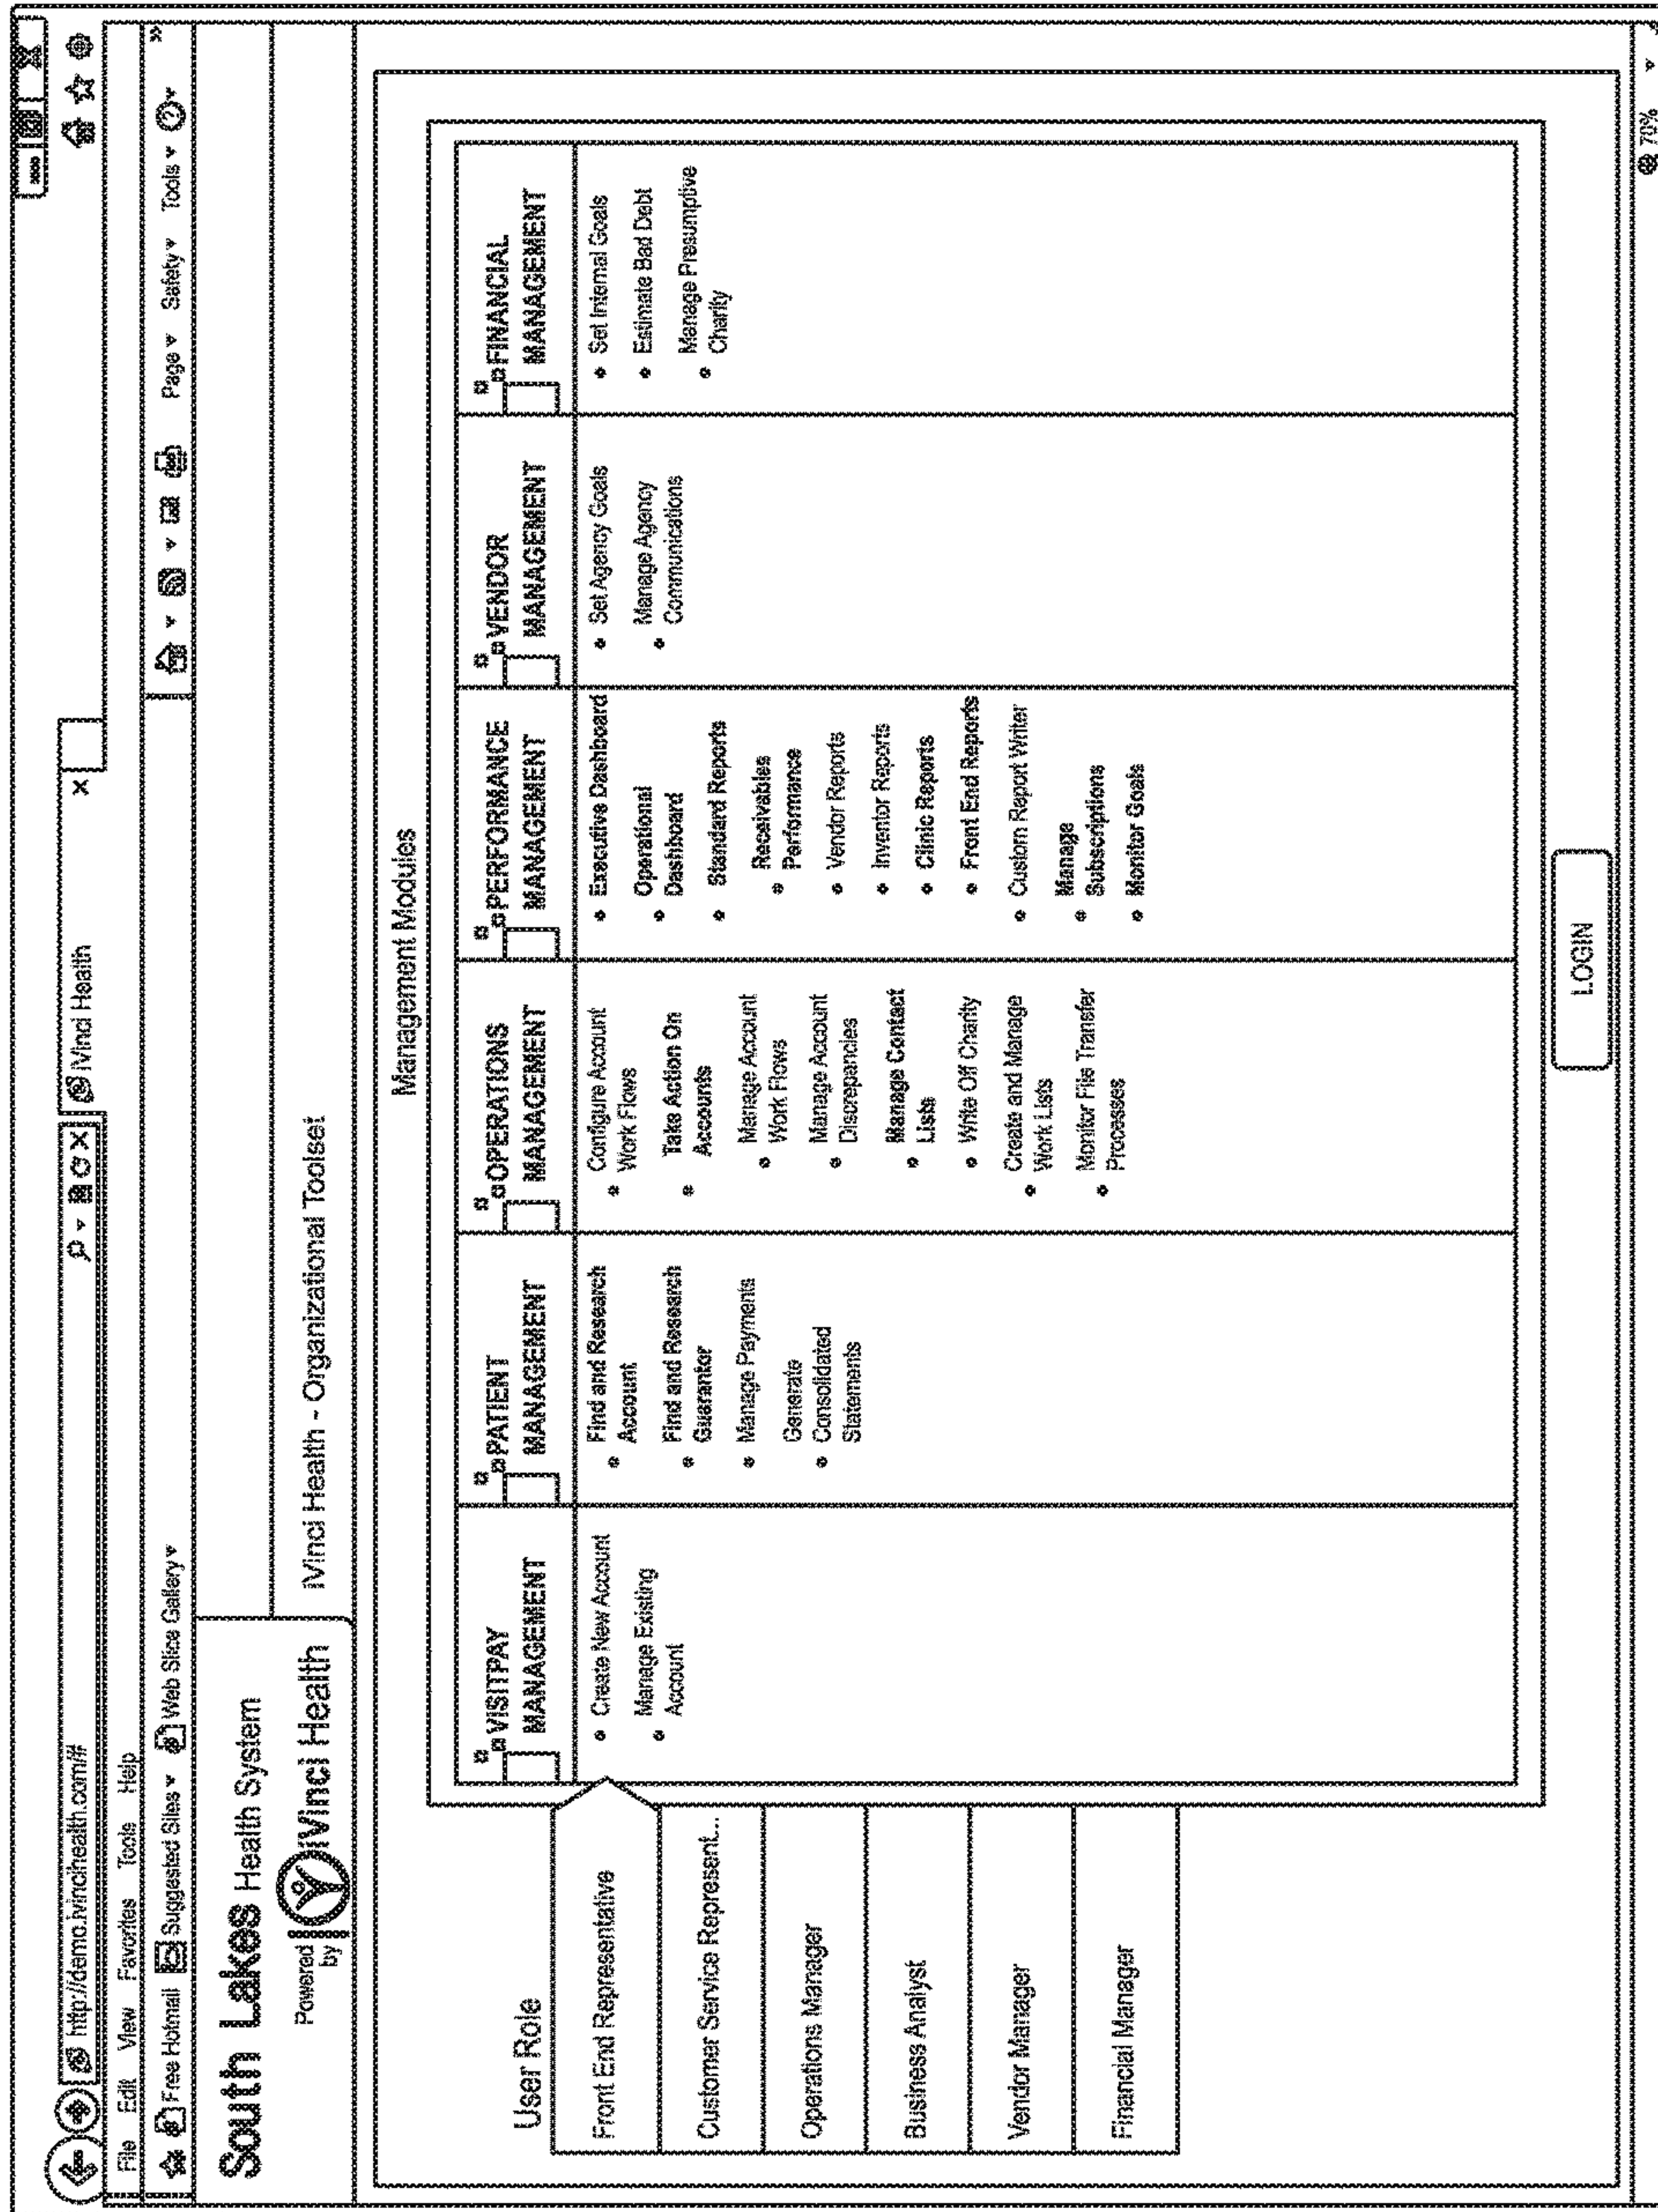 http://demo.ivincihealth.com/#
iVinci Health
X
File Edit View Favorites Tools Help
Free Hotmail Suggested Sites Web Slice Gallery
Page Safety Tools
South Lakes Health System
Powered by iVinci Health
iVinci Health - Organizational Toolset
User Role
Front End Representative
Customer Service Represent...
Operations Manager
Business Analyst
Vendor Manager
Financial Manager
Management Modules
VISITPAY
MANAGEMENT
• Create New Account
• Manage Existing
Account
PATIENT
MANAGEMENT
• Find and Research
Account
• Find and Research
Guarantor
• Manage Payments
• Generate
Consolidated
Statements
OPERATIONS
MANAGEMENT
• Configure Account
Work Flows
• Take Action On
Accounts
• Manage Account
Work Flows
• Manage Account
Discrepancies
• Manage Contact
Lists
• Write Off Charity
• Create and Manage
Work Lists
• Monitor File Transfer
Processes
PERFORMANCE
MANAGEMENT
• Executive Dashboard
• Operational
Dashboard
• Standard Reports
• Receivables
Performance
• Vendor Reports
• Inventor Reports
• Clinic Reports
• Front End Reports
• Custom Report Writer
• Manage
Subscriptions
• Monitor Goals
VENDOR
MANAGEMENT
• Set Agency Goals
• Manage Agency
Communications
FINANCIAL
MANAGEMENT
• Set Internal Goals
• Estimate Bad Debt
• Manage Presumptive
Charity
LOGIN
70%